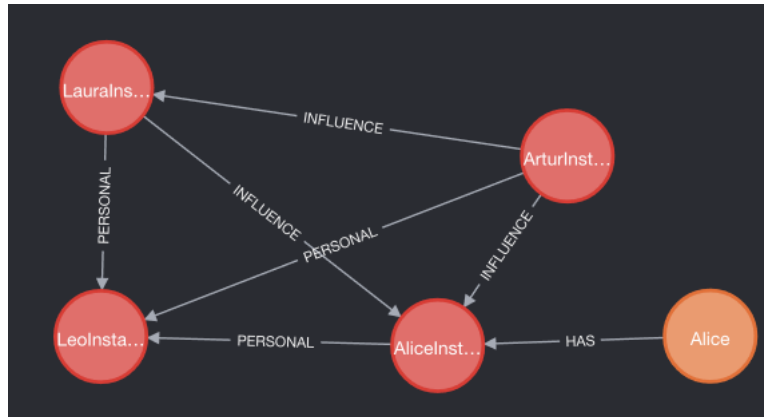 LauraIns...
INFLUENCE
ArturInst...
PERSONAL
INFLUENCE
PERSONAL
INFLUENCE
LeoInsta...
PERSONAL
AliceInst...
HAS
Alice